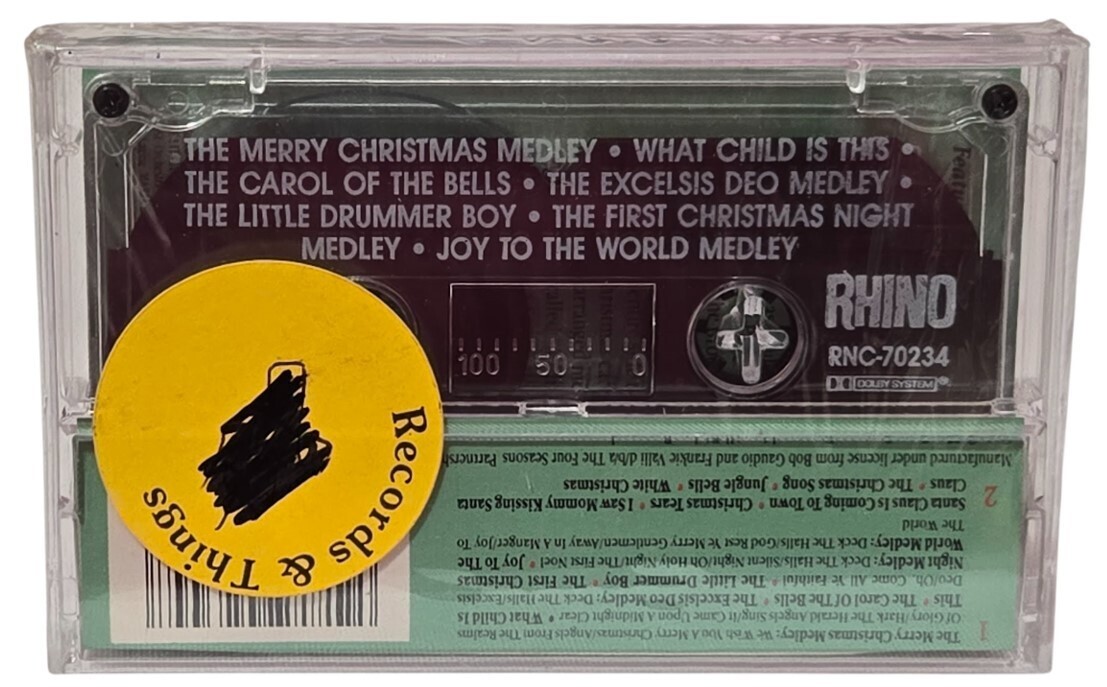 THE MERRY CHRISTMAS MEDLEY • WHAT CHILD IS THIS •
THE CAROL OF THE BELLS • THE EXCELSIS DEO MEDLEY •
THE LITTLE DRUMMER BOY • THE FIRST CHRISTMAS NIGHT
MEDLEY • JOY TO THE WORLD MEDLEY
100 50 0
RHINO
RNC-70234
DOLBY SYSTEM ®
Records & Things
1 The Merry Christmas Medley: We Wish You A Merry Christmas/Angels From The Realms
Of Glory/Hark The Herald Angels Sing/It Came Upon A Midnight Clear • What Child Is
This • The Carol Of The Bells • The Excelsis Deo Medley: Deck The Halls/Excelsis
Deo/Oh, Come All Ye Faithful • The Little Drummer Boy • The First Christmas
Night Medley: Deck The Halls/Silent Night/Oh Holy Night/The First Noel • Joy To The
World Medley: Deck The Halls/God Rest Ye Merry Gentlemen/Away In A Manger/Joy To
The World
2 Santa Claus Is Coming To Town • Christmas Tears • I Saw Mommy Kissing Santa
Claus • The Christmas Song • Jungle Bells • White Christmas
Manufactured under license from Bob Gaudio and Frankie Valli d/b/a The Four Seasons Partnership